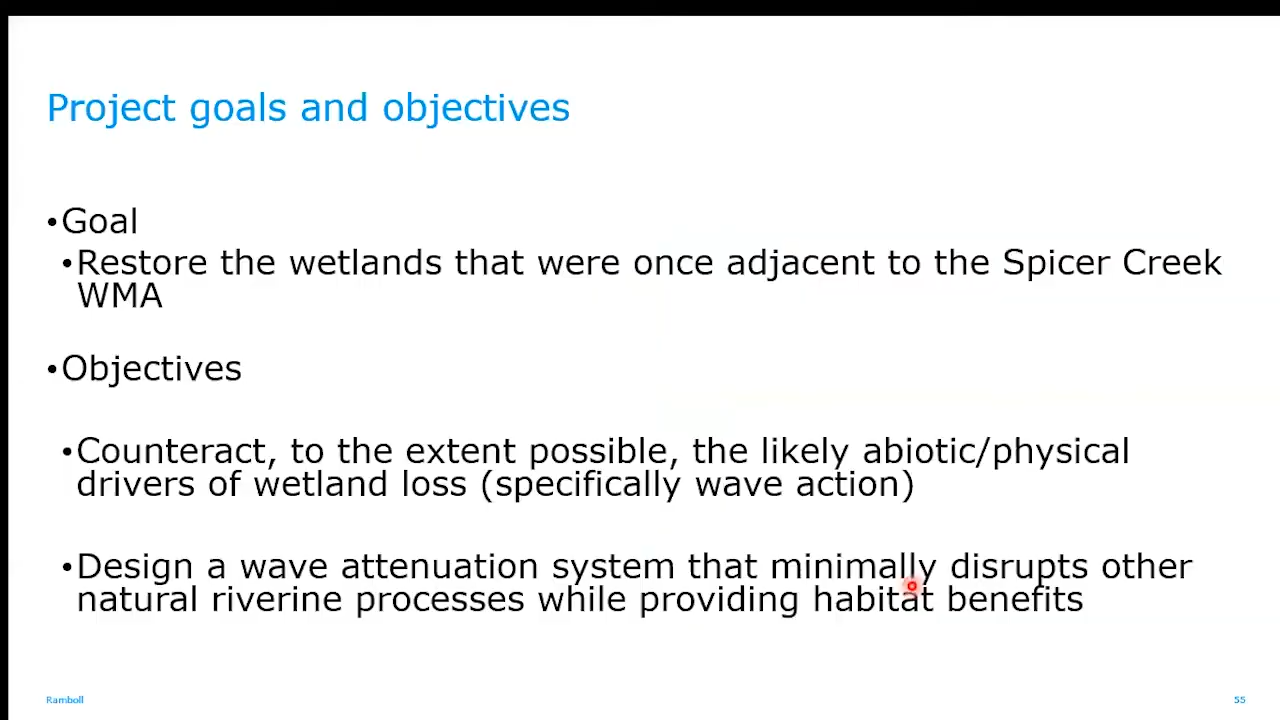 Project goals and objectives
•Goal
•Restore the wetlands that were once adjacent to the Spicer Creek
WMA
•Objectives
•Counteract, to the extent possible, the likely abiotic/physical
drivers of wetland loss (specifically wave action)
•Design a wave attenuation system that minimally disrupts other
natural riverine processes while providing habitat benefits
Ramboll
55